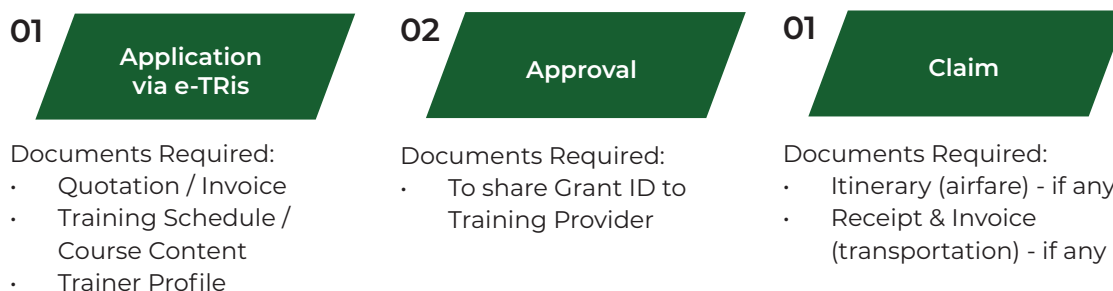 01
Application
via e-TRis
Documents Required:
• Quotation / Invoice
• Training Schedule /
Course Content
• Trainer Profile
02
Approval
Documents Required:
• To share Grant ID to
Training Provider
01
Claim
Documents Required:
• Itinerary (airfare) - if any
• Receipt & Invoice
(transportation) - if any